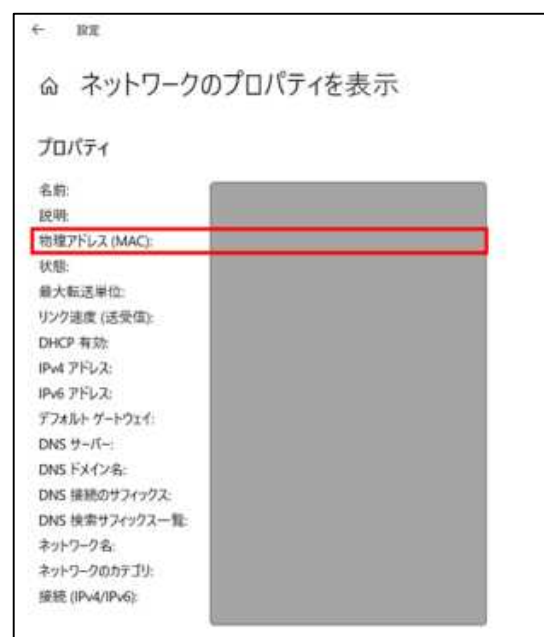 ← 設定
ネットワークのプロパティを表示
プロパティ
名前:
説明:
物理アドレス (MAC):
状態:
最大転送単位:
リンク速度 (送受信):
DHCP 有効:
IPv4 アドレス:
IPv6 アドレス:
デフォルト ゲートウェイ:
DNS サーバー:
DNS ドメイン名:
DNS 接続のサフィックス:
DNS 検索サフィックス一覧:
ネットワーク名:
ネットワークのカテゴリ:
接続 (IPv4/IPv6):